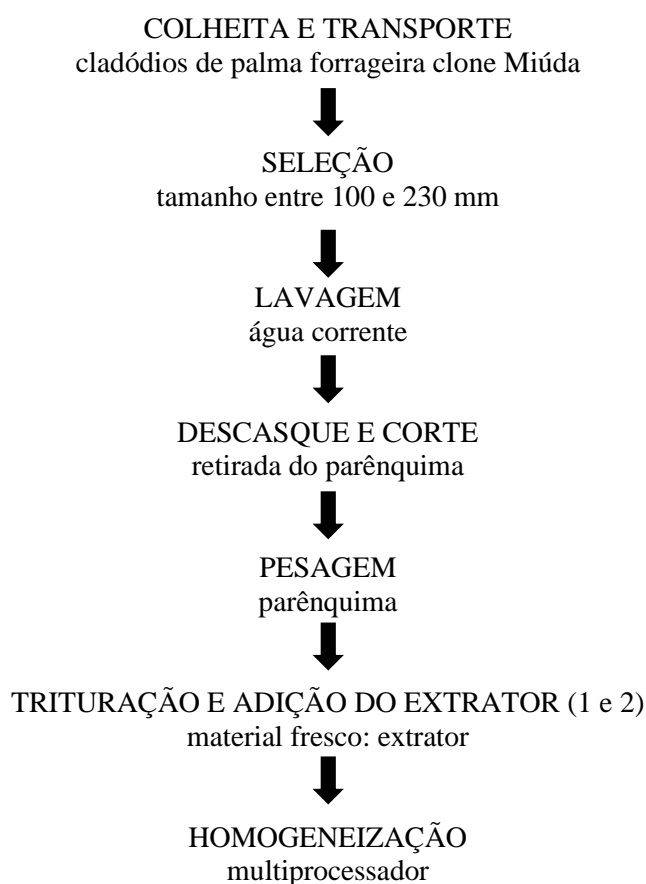 COLHEITA E TRANSPORTE
cladódios de palma forrageira clone Miúda
SELEÇÃO
tamanho entre 100 e 230 mm
LAVAGEM
água corrente
DESCASQUE E CORTE
retirada do parênquima
PESAGEM
parênquima
TRITURAÇÃO E ADIÇÃO DO EXTRATOR (1 e 2)
material fresco: extrator
HOMOGENEIZAÇÃO
multiprocessador